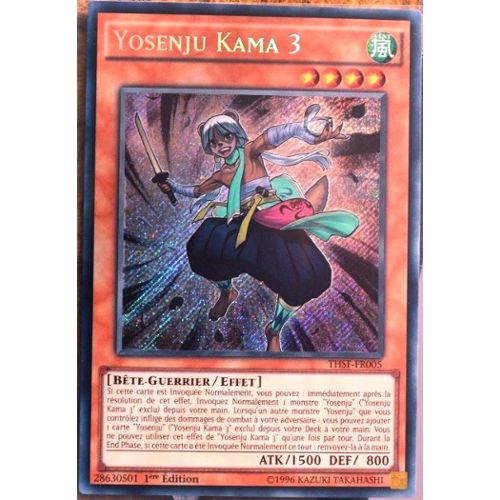 Yosenju Kama 3
嵐
THSF-FR005
[Bête-Guerrier / Effet]
Si cette carte est Invoquée Normalement, vous pouvez : immédiatement après la
résolution de cet effet, Invoquez Normalement 1 monstre "Yosenju" ("Yosenju
Kama 3" exclu) depuis votre main. Lorsqu'un autre monstre "Yosenju" que vous
contrôlez inflige des dommages de combat à votre adversaire : vous pouvez ajouter
1 carte "Yosenju" ("Yosenju Kama 3" exclu) depuis votre Deck à votre main. Vous
ne pouvez utiliser cet effet de "Yosenju Kama 3" qu'une fois par tour. Durant la
End Phase, si cette carte a été Invoquée Normalement ce tour : renvoyez-la à la main.
ATK/1500 DEF/ 800
28630501 1ère Édition ©1996 KAZUKI TAKAHASHI